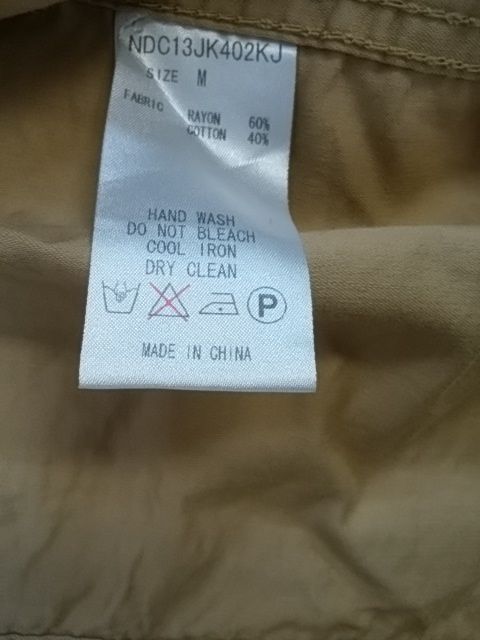 NDC13JK402KJ
SIZE M
FABRIC RAYON 60%
COTTON 40%
HAND WASH
DO NOT BLEACH
COOL IRON
DRY CLEAN
P
MADE IN CHINA